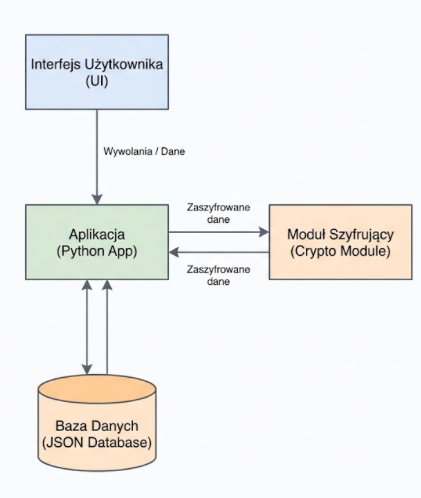 Interfejs Użytkownika
(UI)
Wywolania / Dane
Aplikacja
(Python App)
Zaszyfrowane
dane
Moduł Szyfrujący
(Crypto Module)
Zaszyfrowane
dane
Baza Danych
(JSON Database)